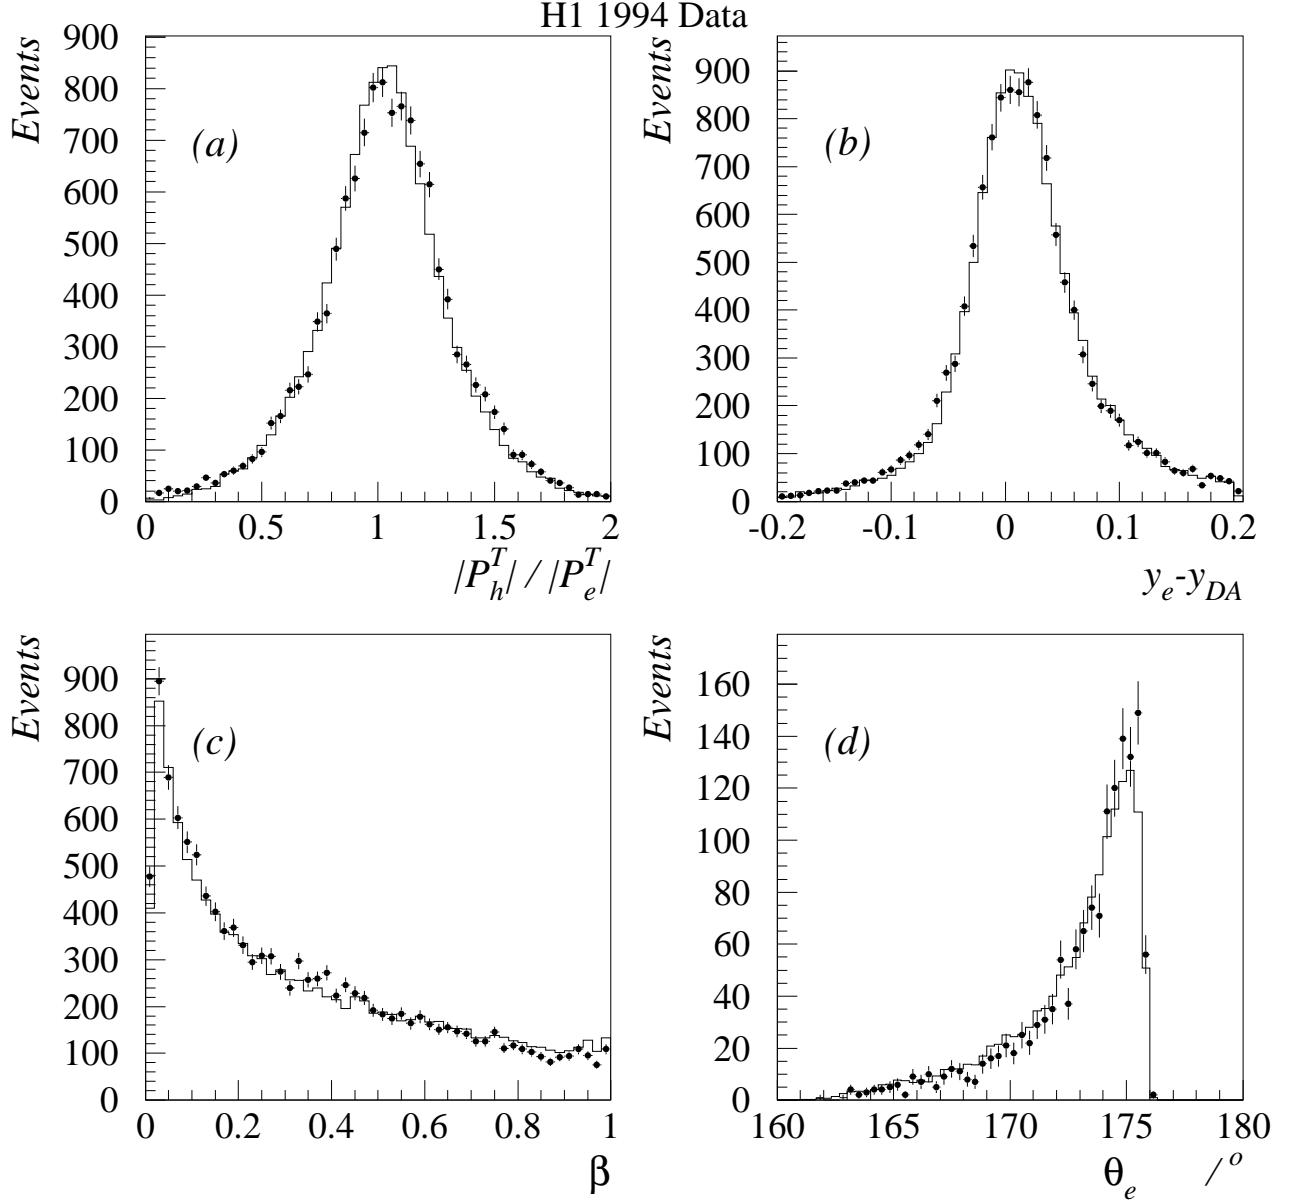 H1 1994 Data
Events
900
800
700
600
500
400
300
200
100
0
(a)
0 0.5 1 1.5 2
|P_h^T| / |P_e^T|
Events
900
800
700
600
500
400
300
200
100
0
(b)
-0.2 -0.1 0 0.1 0.2
y_e-y_DA
Events
900
800
700
600
500
400
300
200
100
0
(c)
0 0.2 0.4 0.6 0.8 1
β
Events
160
140
120
100
80
60
40
20
0
(d)
160 165 170 175 180
θ_e /^o